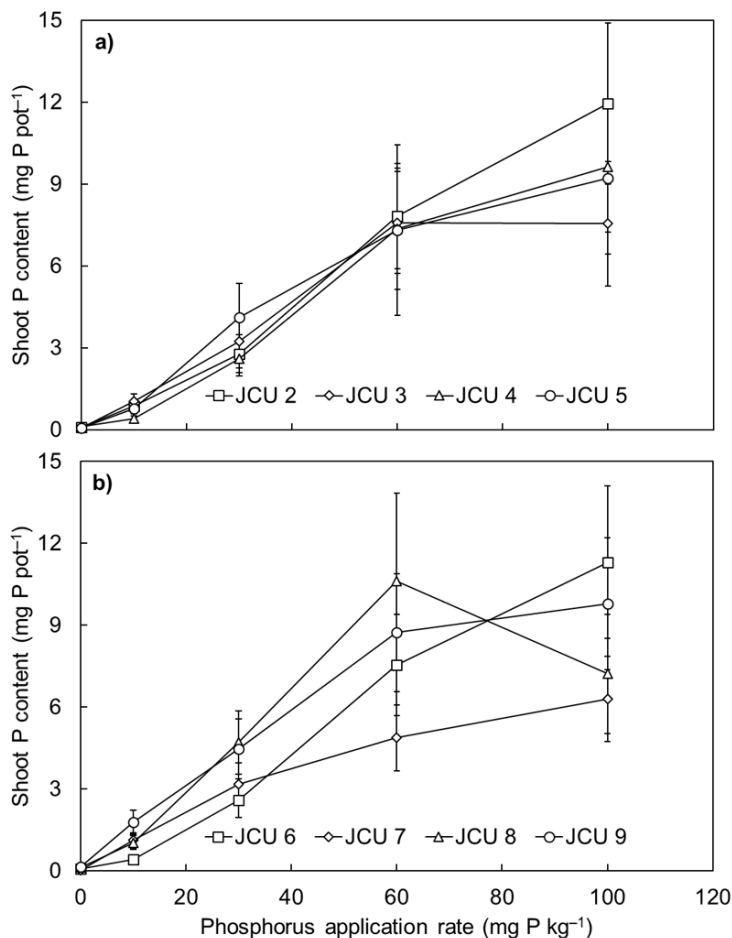 a)
15
12
9
6
3
0
Shoot P content (mg P pot⁻¹)
JCU 2 JCU 3 JCU 4 JCU 5
b)
15
12
9
6
3
0
Shoot P content (mg P pot⁻¹)
JCU 6 JCU 7 JCU 8 JCU 9
0 20 40 60 80 100 120
Phosphorus application rate (mg P kg⁻¹)